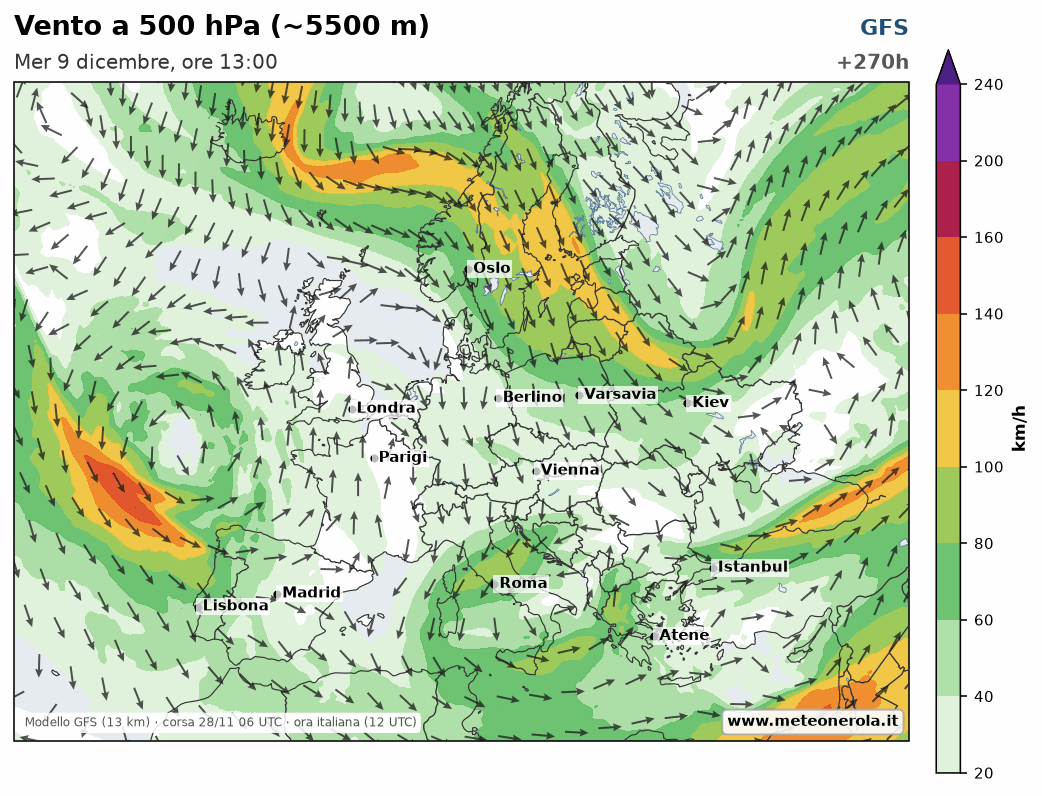 Vento a 500 hPa (~5500 m)
GFS
Mer 9 dicembre, ore 13:00
+270h
240
200
160
140
120
100
80
60
40
20
km/h
Oslo
Berlino
Varsavia
Kiev
Londra
Parigi
Vienna
Istanbul
Roma
Madrid
Lisbona
Atene
Modello GFS (13 km) · corsa 28/11 06 UTC · ora italiana (12 UTC)
www.meteonerola.it